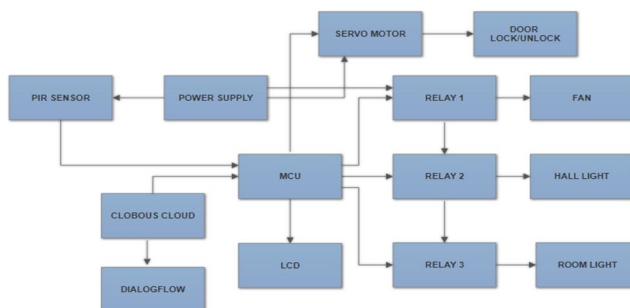 SERVO MOTOR
DOOR
LOCK/UNLOCK
PIR SENSOR
POWER SUPPLY
RELAY 1
FAN
MCU
RELAY 2
HALL LIGHT
CLOBOUS CLOUD
LCD
RELAY 3
ROOM LIGHT
DIALOGFLOW